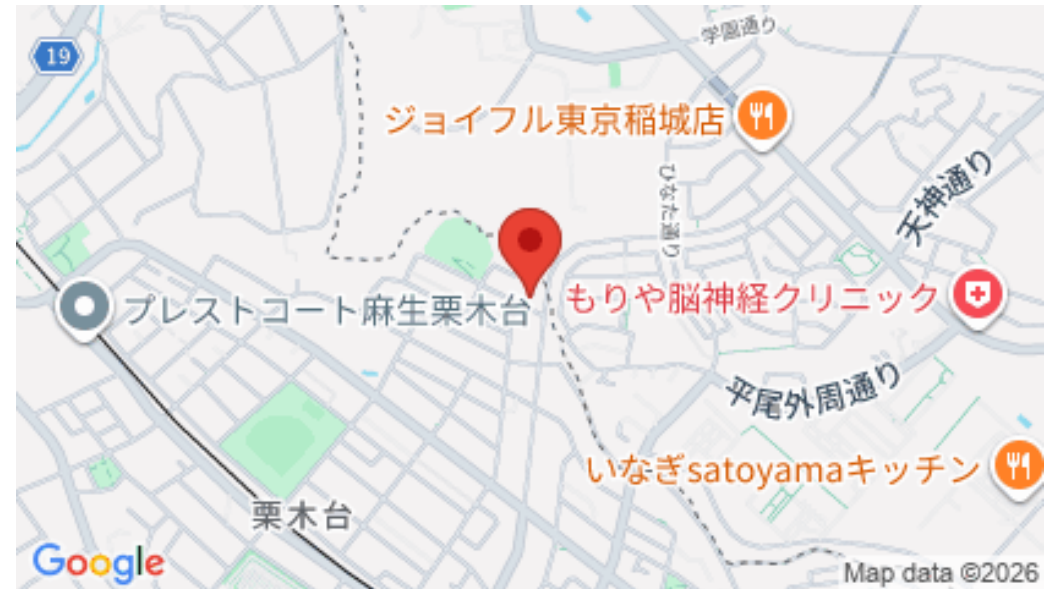 学園通り
19
ジョイフル東京稲城店
天神通り
ひなた通り
もりや脳神経クリニック
プレストコート麻生栗木台
平尾外周通り
いなぎsatoyamaキッチン
栗木台
Google
Map data ©2026